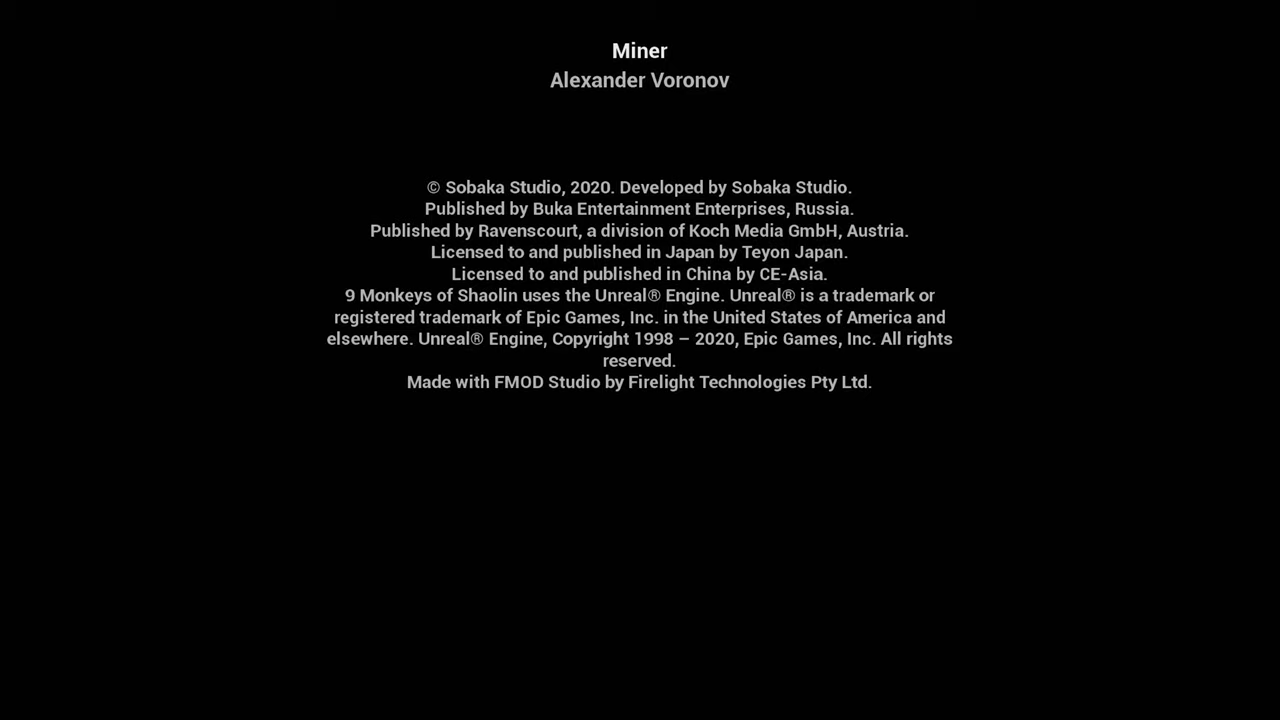 Miner
Alexander Voronov
© Sobaka Studio, 2020. Developed by Sobaka Studio.
Published by Buka Entertainment Enterprises, Russia.
Published by Ravenscourt, a division of Koch Media GmbH, Austria.
Licensed to and published in Japan by Teyon Japan.
Licensed to and published in China by CE-Asia.
9 Monkeys of Shaolin uses the Unreal® Engine. Unreal® is a trademark or
registered trademark of Epic Games, Inc. in the United States of America and
elsewhere. Unreal® Engine, Copyright 1998 – 2020, Epic Games, Inc. All rights
reserved.
Made with FMOD Studio by Firelight Technologies Pty Ltd.